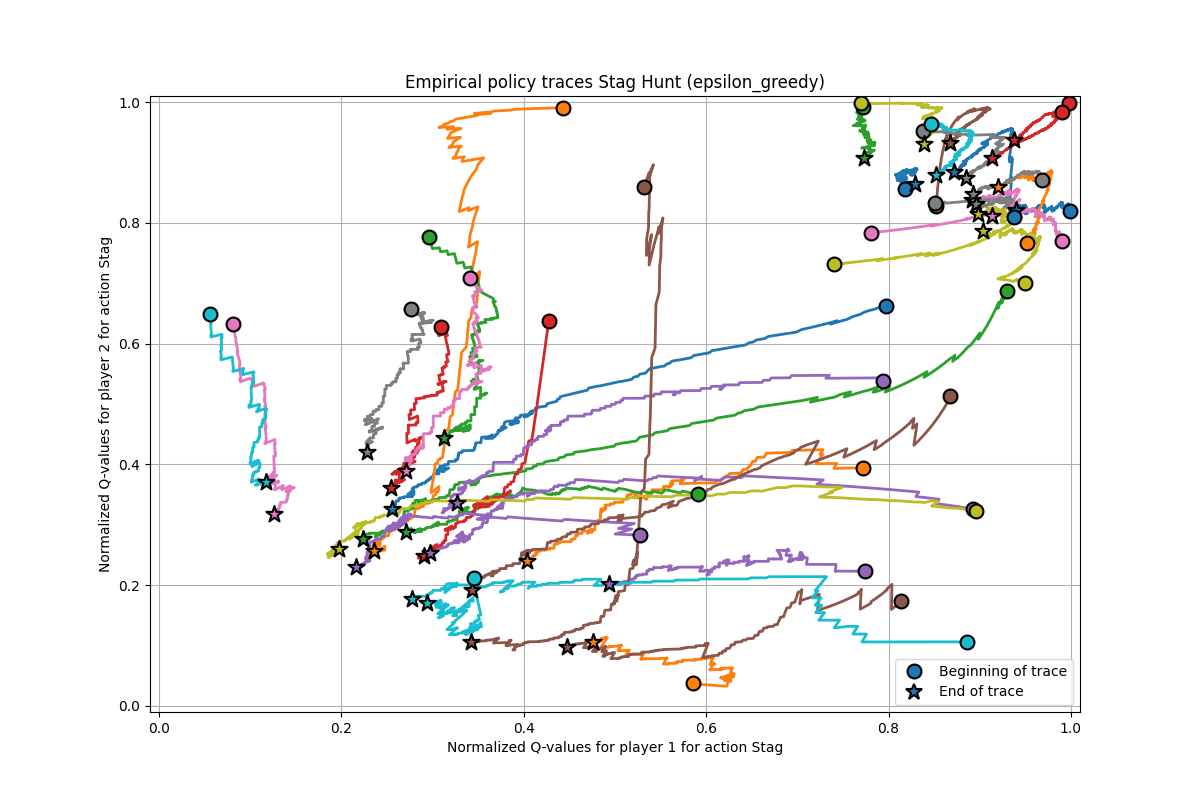 Empirical policy traces Stag Hunt (epsilon_greedy)
1.0
0.8
0.6
0.4
0.2
0.0
Normalized Q-values for player 2 for action Stag
Beginning of trace
End of trace
0.0 0.2 0.4 0.6 0.8 1.0
Normalized Q-values for player 1 for action Stag